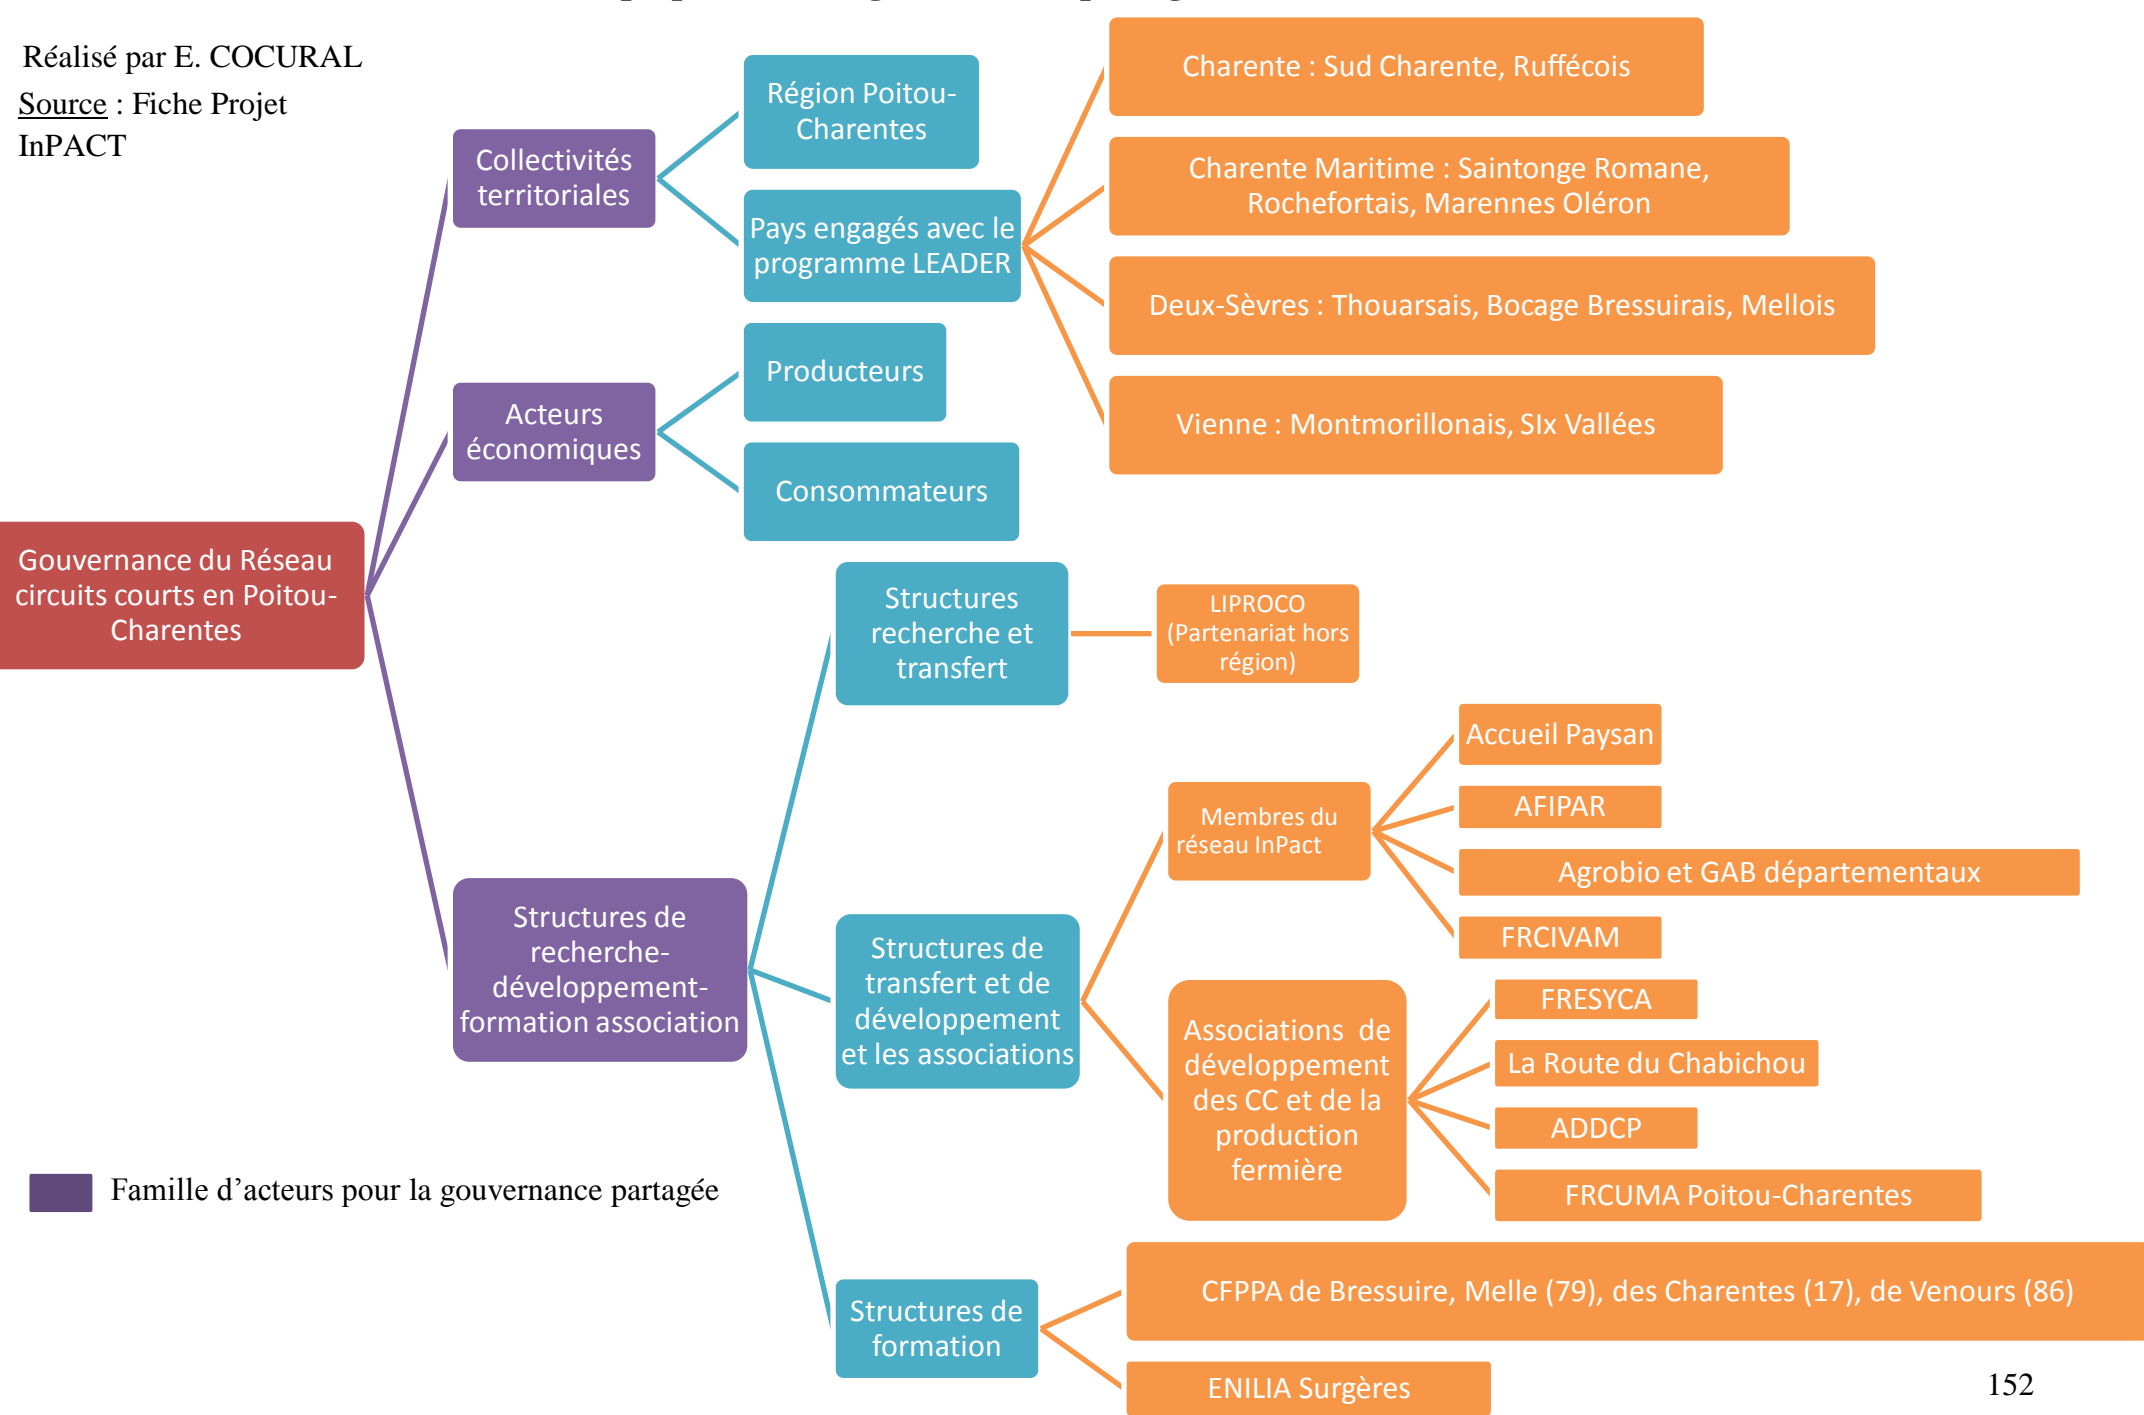 Réalisé par E. COCURAL
Source : Fiche Projet
InPACT
Gouvernance du Réseau
circuits courts en Poitou-
Charentes
Collectivités
territoriales
Région Poitou-
Charentes
Pays engagés avec le
programme LEADER
Charente : Sud Charente, Rufféçois
Charente Maritime : Saintonge Romane,
Rochefortais, Marennes Oléron
Deux-Sèvres : Thouarsais, Bocage Bressuirais, Mellois
Vienne : Montmorillonais, SIx Vallées
Acteurs
économiques
Producteurs
Consommateurs
Structures de
recherche-
développement-
formation association
Structures
recherche et
transfert
LIPROCO
(Partenariat hors
région)
Structures de
transfert et de
développement
et les associations
Membres du
réseau InPact
Accueil Paysan
AFIPAR
Agrobio et GAB départementaux
FRCIVAM
Associations de
développement
des CC et de la
production
fermière
FRESYCA
La Route du Chabichou
ADDCP
FRCUMA Poitou-Charentes
Structures de
formation
CFPPA de Bressuire, Melle (79), des Charentes (17), de Venours (86)
ENILIA Surgères
Famille d’acteurs pour la gouvernance partagée
152